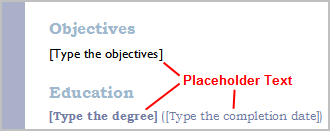 Objectives
[Type the objectives]
Placeholder Text
Education
[Type the degree] ([Type the completion date])